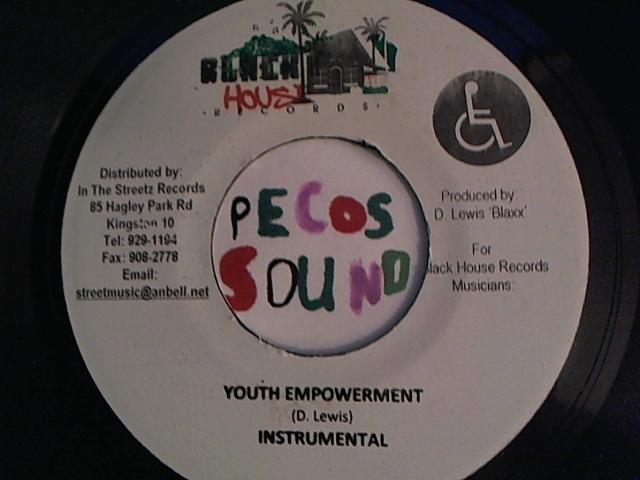 BLACK
HOUSE
RECORDS
Distributed by:
In The Streetz Records
85 Hagley Park Rd
Kingston 10
Tel: 929-1194
Fax: 908-2778
Email:
streetmusic@anbell.net
PECOS
SOUND
Produced by:
D. Lewis 'Blaxx'
For
Black House Records
Musicians:
YOUTH EMPOWERMENT
(D. Lewis)
INSTRUMENTAL